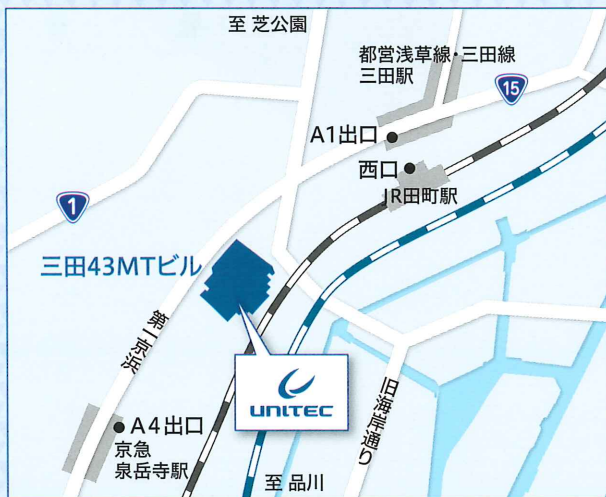 至 芝公園
都営浅草線・三田線
三田駅
15
A1出口
西口
JR田町駅
1
三田43MTビル
第一京浜
UNITEC
旧海岸通り
A4出口
京急
泉岳寺駅
至 品川